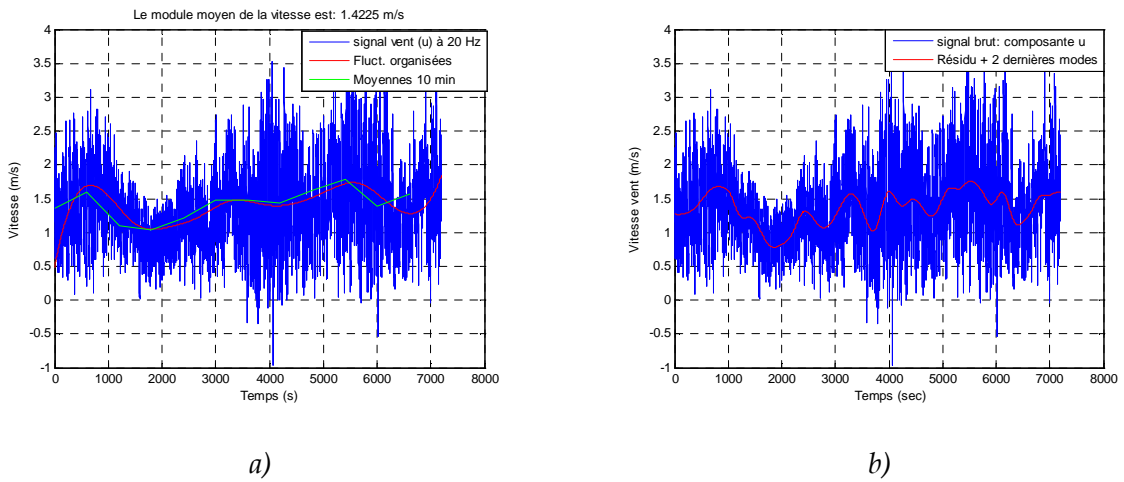 Le module moyen de la vitesse est: 1.4225 m/s
4
3.5
3
2.5
2
1.5
1
0.5
0
-0.5
-1
Vitesse (m/s)
signal vent (u) à 20 Hz
Fluct. organisées
Moyennes 10 min
0 1000 2000 3000 4000 5000 6000 7000 8000
Temps (s)
a)
4
3.5
3
2.5
2
1.5
1
0.5
0
-0.5
-1
Vitesse vent (m/s)
signal brut: composante u
Résidu + 2 dernières modes
0 1000 2000 3000 4000 5000 6000 7000 8000
Temps (sec)
b)